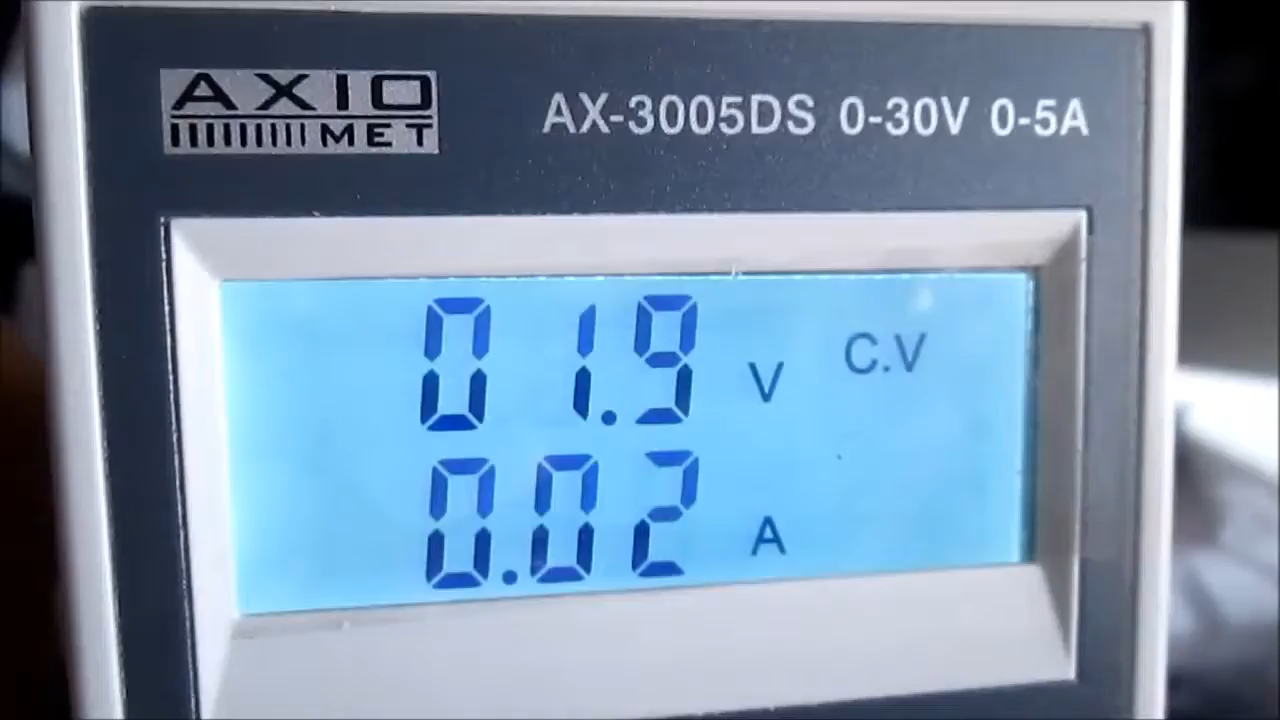 AXIO
MET
AX-3005DS 0-30V 0-5A
01.9 V C.V
0.02 A